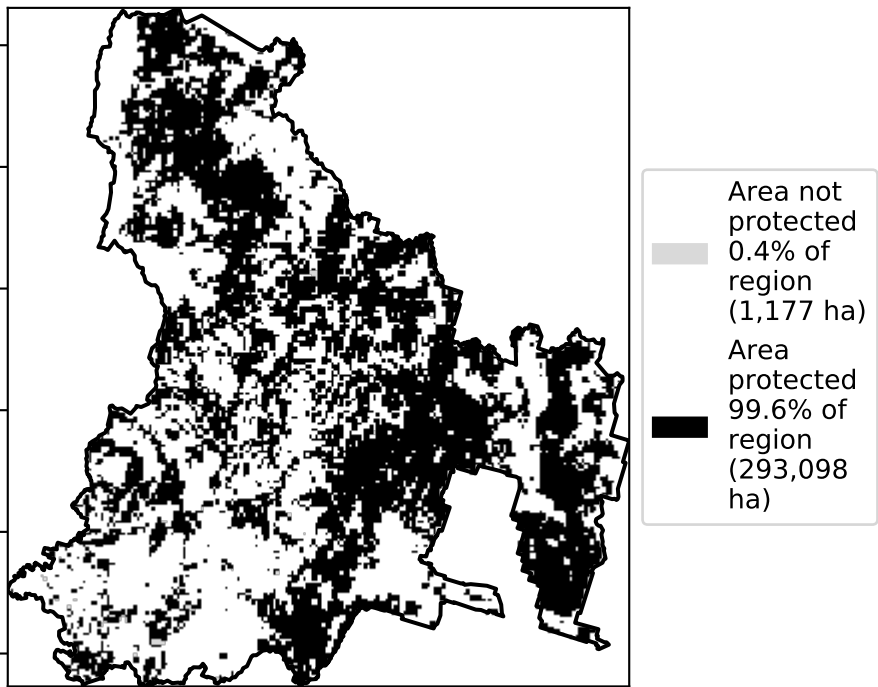 Area not
protected
0.4% of
region
(1,177 ha)
Area
protected
99.6% of
region
(293,098
ha)